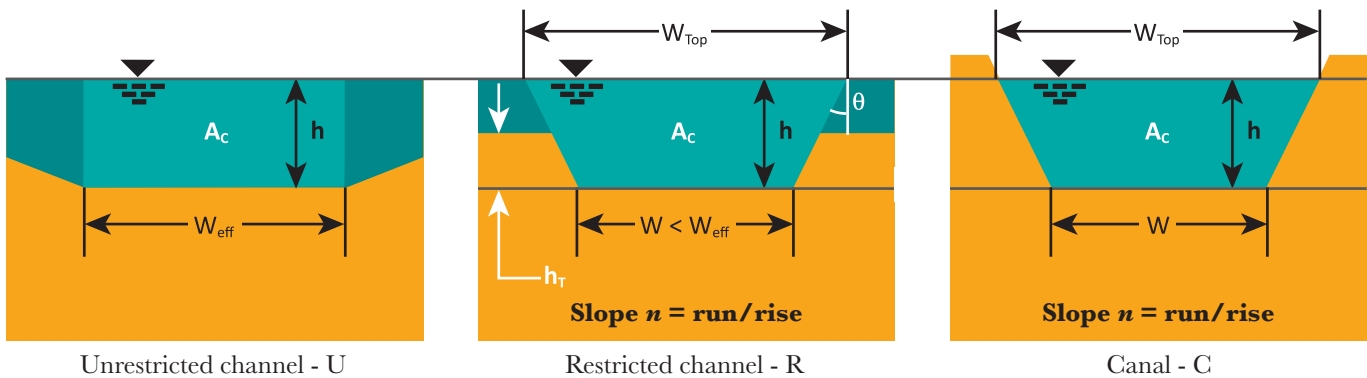 W_Top
W_Top
A_C
h
A_C
h
θ
A_C
h
W_eff
W < W_eff
W
h_T
Slope n = run/rise
Slope n = run/rise
Unrestricted channel - U
Restricted channel - R
Canal - C